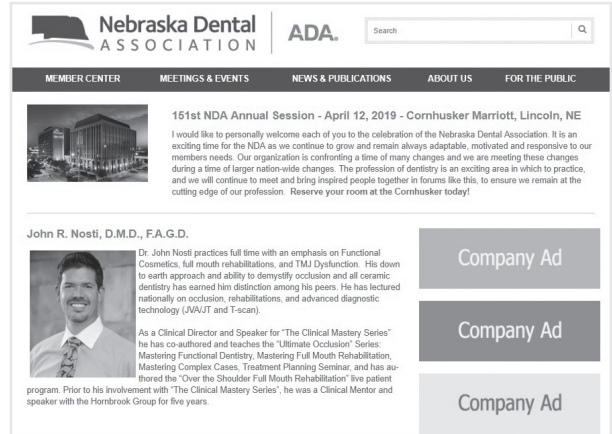 Nebraska Dental
ASSOCIATION
ADA.
Search
MEMBER CENTER
MEETINGS & EVENTS
NEWS & PUBLICATIONS
ABOUT US
FOR THE PUBLIC
151st NDA Annual Session - April 12, 2019 - Cornhusker Marriott, Lincoln, NE
I would like to personally welcome each of you to the celebration of the Nebraska Dental Association. It is an
exciting time for the NDA as we continue to grow and remain always adaptable, motivated and responsive to our
members needs. Our organization is confronting a time of many changes and we are meeting these changes
during a time of larger nation-wide changes. The profession of dentistry is an exciting area in which to practice,
and we will continue to meet and bring inspired people together in forums like this, to ensure we remain at the
cutting edge of our profession. Reserve your room at the Cornhusker today!
John R. Nosti, D.M.D., F.A.G.D.
Dr. John Nosti practices full time with an emphasis on Functional
Cosmetics, full mouth rehabilitations, and TMJ Dysfunction. His down
to earth approach and ability to demystify occlusion and all ceramic
dentistry has earned him distinction among his peers. He has lectured
nationally on occlusion, rehabilitations, and advanced diagnostic
technology (JVA/JT and T-scan).
As a Clinical Director and Speaker for "The Clinical Mastery Series"
he has co-authored and teaches the "Ultimate Occlusion" Series:
Mastering Functional Dentistry, Mastering Full Mouth Rehabilitation,
Mastering Complex Cases, Treatment Planning Seminar, and has au-
thored the "Over the Shoulder Full Mouth Rehabilitation" live patient
program. Prior to his involvement with "The Clinical Mastery Series", he was a Clinical Mentor and
speaker with the Hornbrook Group for five years.
Company Ad
Company Ad
Company Ad